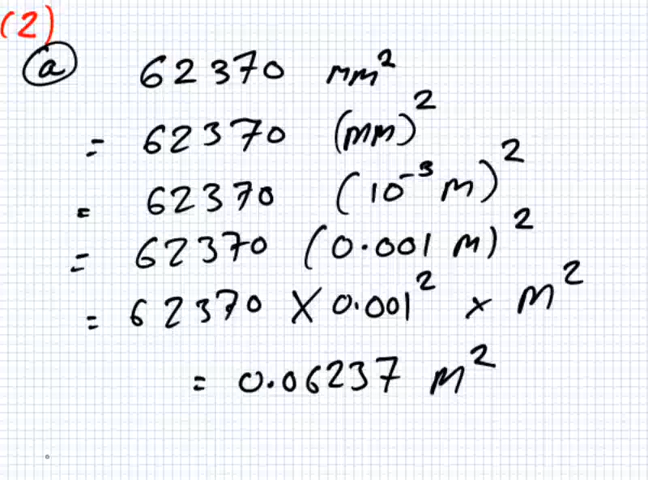 (2)
(a) 62370 mm²
= 62370 (mm)²
= 62370 (10⁻³ m)²
= 62370 (0.001 m)²
= 62370 × 0.001² × m²
= 0.06237 m²